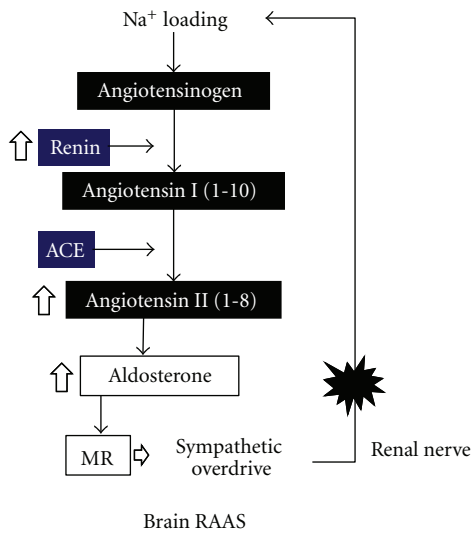 Na⁺ loading
Angiotensinogen
Renin
Angiotensin I (1-10)
ACE
Angiotensin II (1-8)
Aldosterone
MR
Sympathetic
overdrive
Renal nerve
Brain RAAS